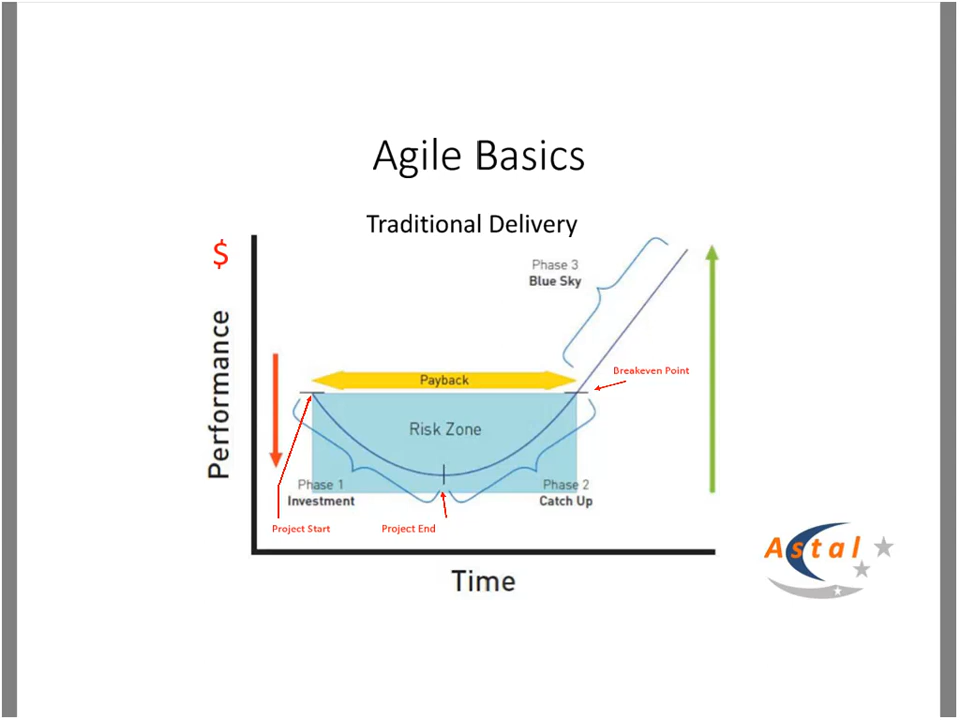 Agile Basics
Traditional Delivery
$
Phase 3
Blue Sky
Performance
Breakeven Point
Payback
Risk Zone
Phase 1
Investment
Phase 2
Catch Up
Project Start
Project End
Astal
Time